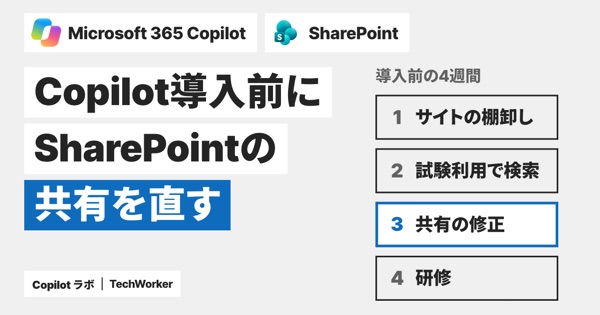 Microsoft 365 Copilot
SharePoint
Copilot導入前に
SharePointの
共有を直す
導入前の4週間
1 サイトの棚卸し
2 試験利用で検索
3 共有の修正
4 研修
Copilot ラボ | TechWorker